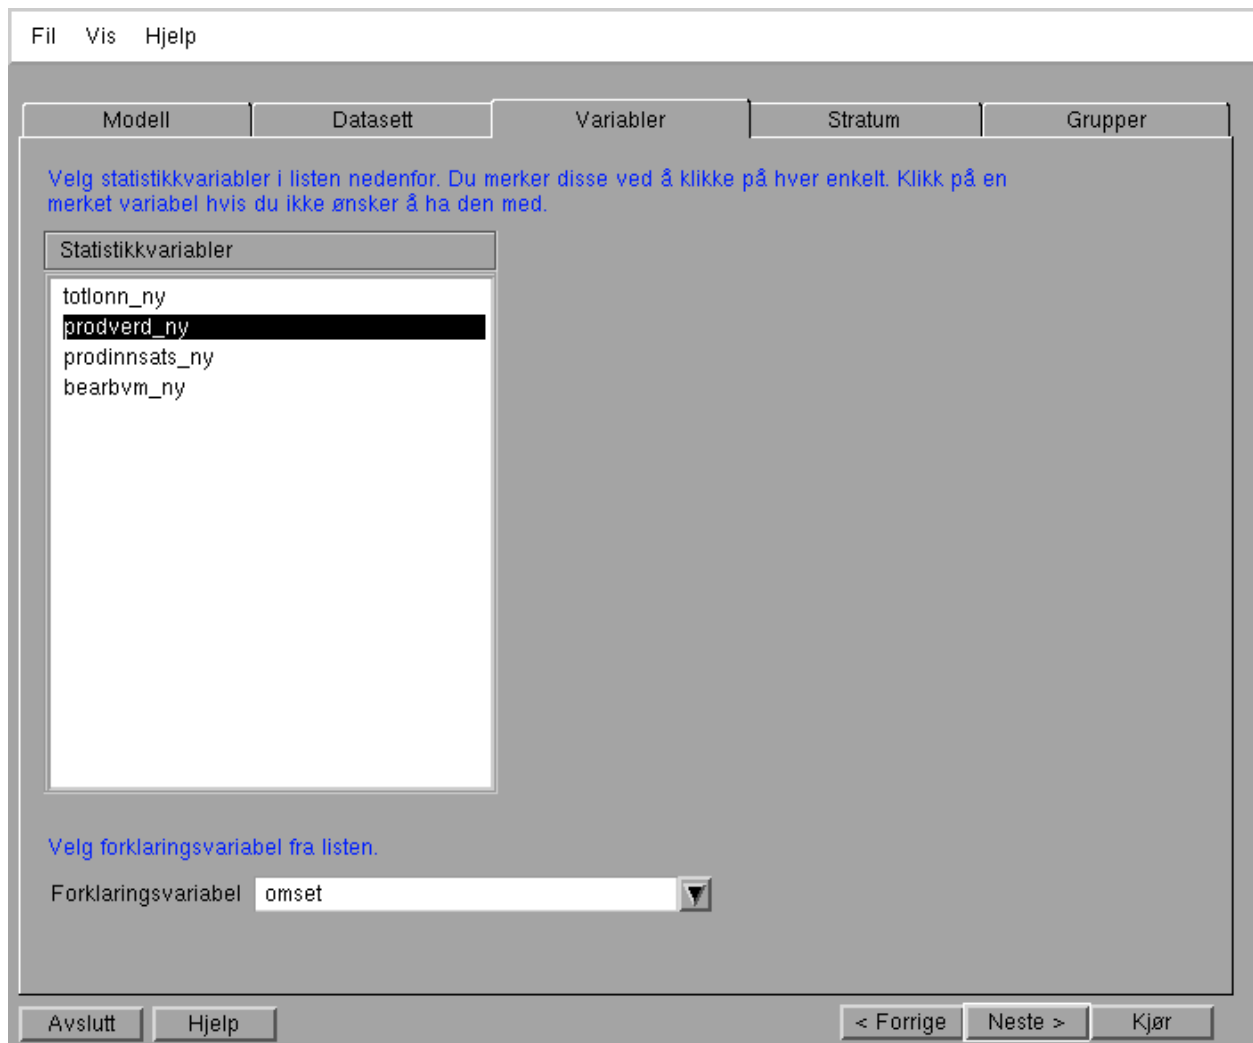 Fil Vis Hjelp
Modell Datasett Variabler Stratum Grupper
Velg statistikkvariabler i listen nedenfor. Du merker disse ved å klikke på hver enkelt. Klikk på en
merket variabel hvis du ikke ønsker å ha den med.
Statistikkvariabler
totlonn_ny
prodverd_ny
prodinnsats_ny
bearbvm_ny
Velg forklaringsvariabel fra listen.
Forklaringsvariabel omset
Avslutt Hjelp < Forrige Neste > Kjør